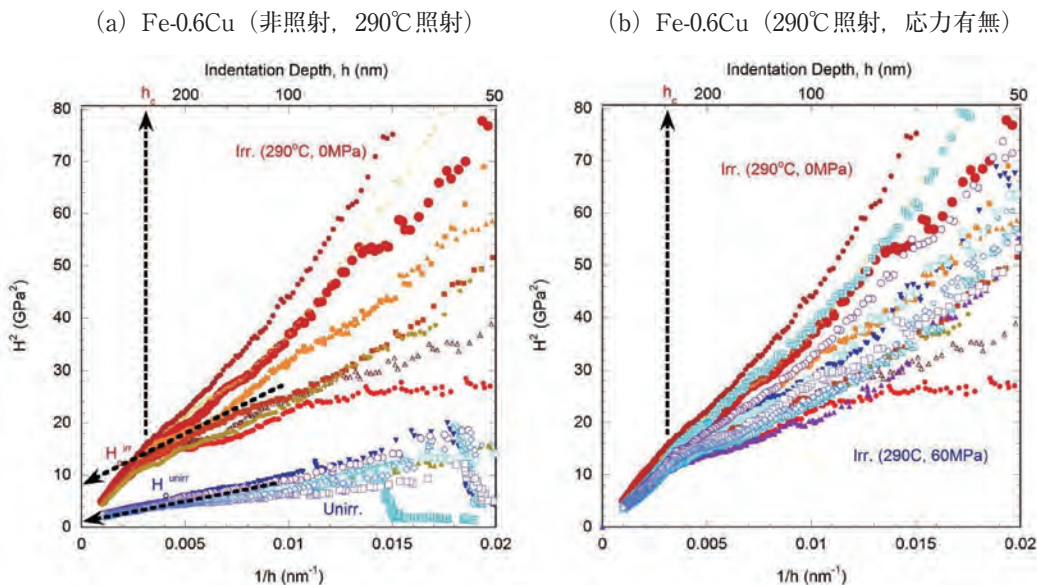 (a) Fe-0.6Cu（非照射，290℃照射）
Indentation Depth, h (nm)
h c 200 100 50
80
70
60
50
40
30
20
10
0
H² (GPa²)
Irr. (290°C, 0MPa)
H irr
H unirr
Unirr.
0 0.005 0.01 0.015 0.02
1/h (nm⁻¹)
(b) Fe-0.6Cu（290℃照射，応力有無）
Indentation Depth, h (nm)
h c 200 100 50
80
70
60
50
40
30
20
10
0
H² (GPa²)
Irr. (290°C, 0MPa)
Irr. (290C, 60MPa)
0 0.005 0.01 0.015 0.02
1/h (nm⁻¹)